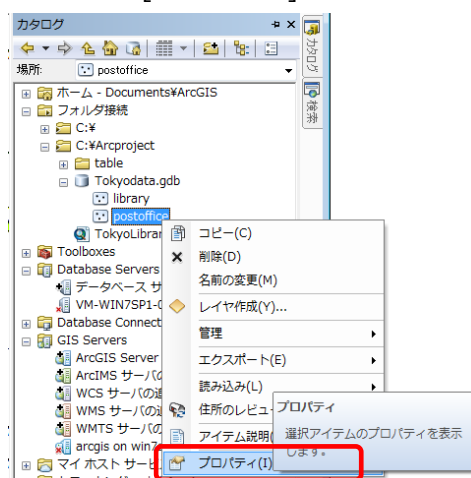 カタログ
場所: postoffice
ホーム - Documents¥ArcGIS
フォルダ接続
C:¥
C:¥Arcproject
table
Tokyodata.gdb
library
postoffice
TokyoLibrar
Toolboxes
Database Servers
データベース サ
VM-WIN7SP1-
Database Connect
GIS Servers
ArcGIS Server
ArcIMS サーバの
WCS サーバの
WMS サーバの
WMTS サーバの
arcgis on win7
マイ ホスト サービ
コピー(C)
削除(D)
名前の変更(M)
レイヤ作成(Y)...
管理
エクスポート(E)
読み込み(L)
住所のレビュー
アイテム説明(
プロパティ(I)
プロパティ
選択アイテムのプロパティを表示
します。
カタログ
検索